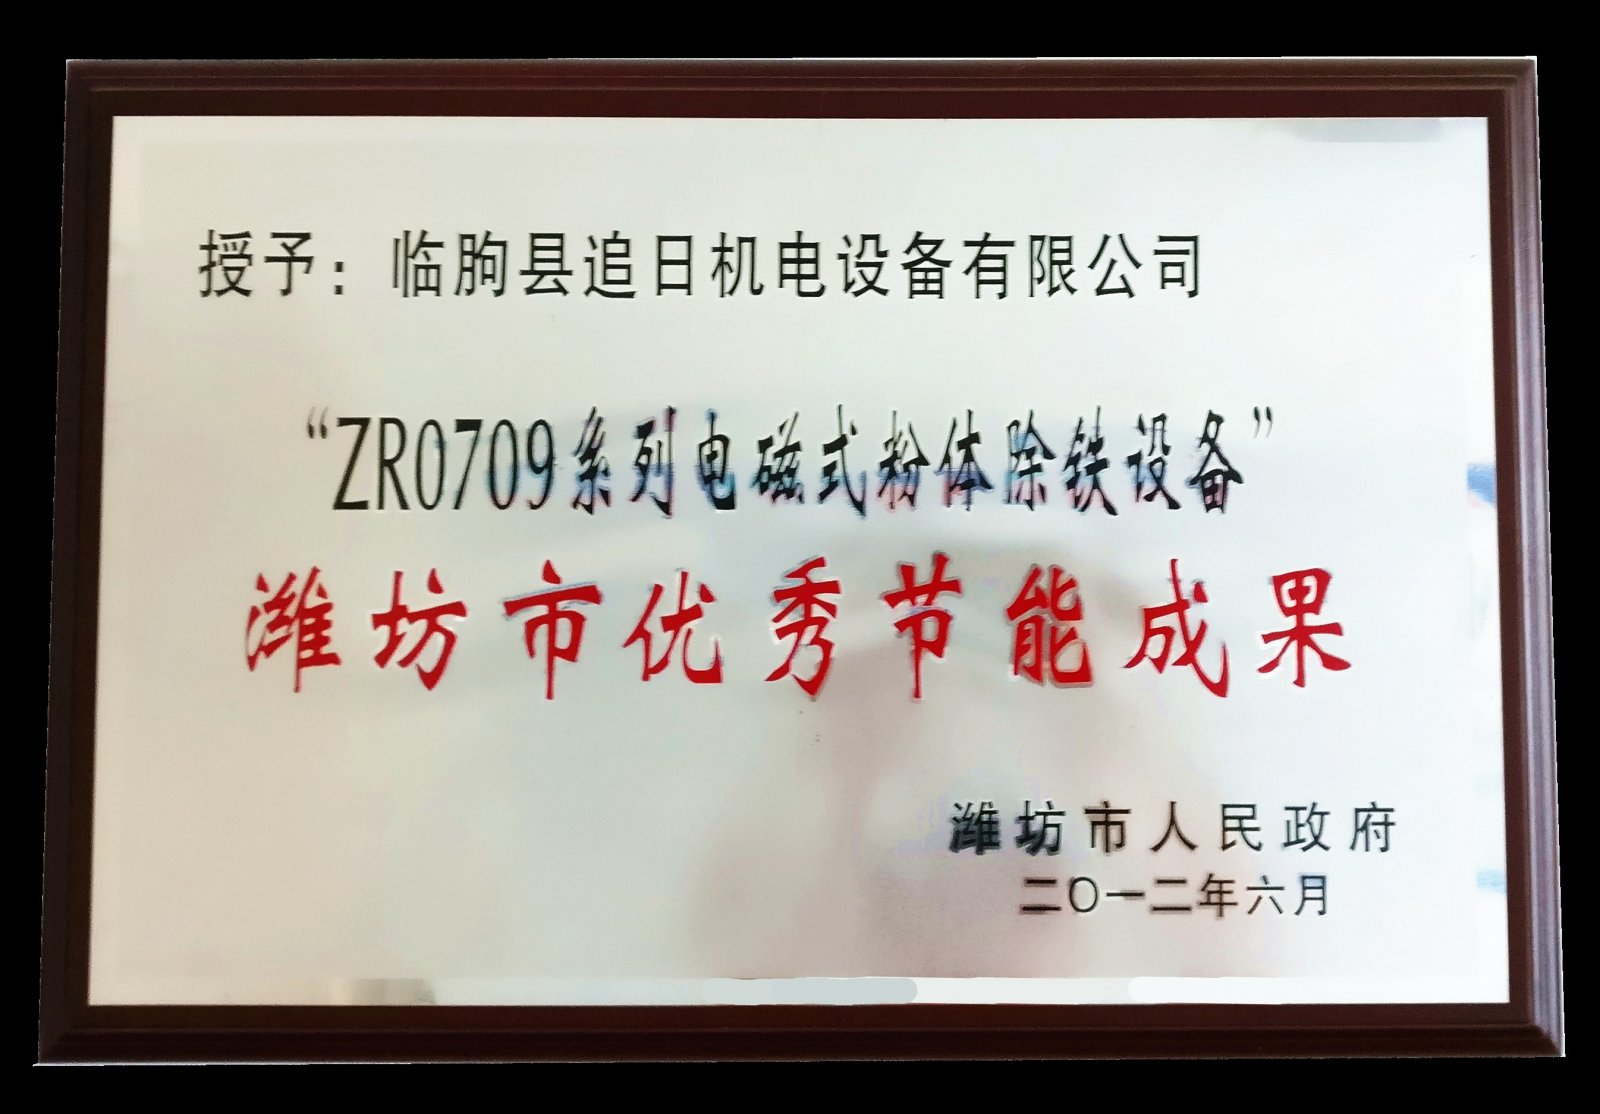 授予：临朐县追日机电设备有限公司
“ZR0709系列电磁式粉体除铁设备”
潍坊市优秀节能成果
潍坊市人民政府
二〇一二年六月